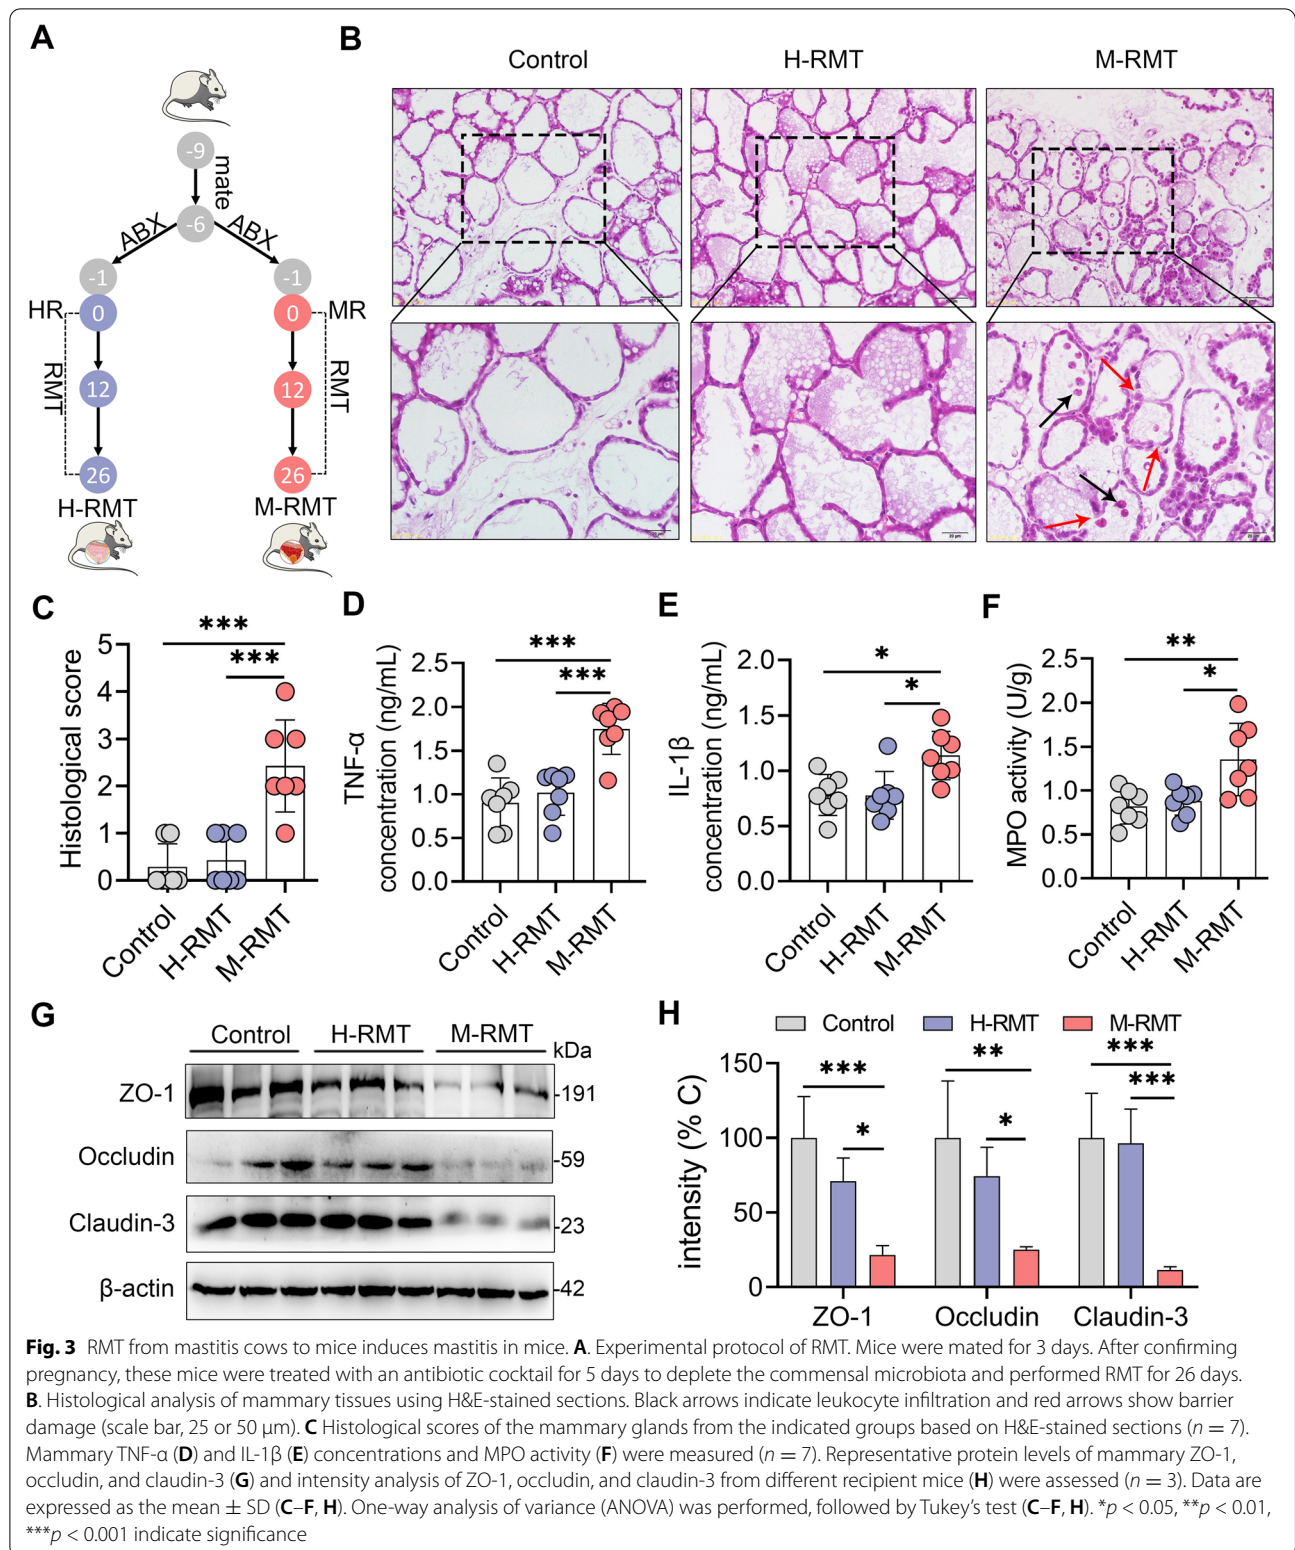 A
-9
mate
-6
ABX
ABX
-1
-1
HR
0
0
MR
RMT
RMT
12
12
26
26
H-RMT
M-RMT
B
Control
H-RMT
M-RMT
20 μm
C
Histological score
5
4
3
2
1
0
***
***
Control
H-RMT
M-RMT
D
TNF-α
concentration (ng/mL)
2.5
2.0
1.5
1.0
0.5
0.0
***
***
Control
H-RMT
M-RMT
E
IL-1β
concentration (ng/mL)
2.0
1.5
1.0
0.5
0.0
*
*
Control
H-RMT
M-RMT
F
MPO activity (U/g)
2.5
2.0
1.5
1.0
0.5
0.0
**
*
Control
H-RMT
M-RMT
G
Control
H-RMT
M-RMT
kDa
ZO-1
-191
Occludin
-59
Claudin-3
-23
β-actin
-42
H
Control
H-RMT
M-RMT
intensity (% C)
150
100
50
0
***
*
**
*
***
***
ZO-1
Occludin
Claudin-3
Fig. 3 RMT from mastitis cows to mice induces mastitis in mice. A. Experimental protocol of RMT. Mice were mated for 3 days. After confirming
pregnancy, these mice were treated with an antibiotic cocktail for 5 days to deplete the commensal microbiota and performed RMT for 26 days.
B. Histological analysis of mammary tissues using H&E-stained sections. Black arrows indicate leukocyte infiltration and red arrows show barrier
damage (scale bar, 25 or 50 μm). C Histological scores of the mammary glands from the indicated groups based on H&E-stained sections (n = 7).
Mammary TNF-α (D) and IL-1β (E) concentrations and MPO activity (F) were measured (n = 7). Representative protein levels of mammary ZO-1,
occludin, and claudin-3 (G) and intensity analysis of ZO-1, occludin, and claudin-3 from different recipient mice (H) were assessed (n = 3). Data are
expressed as the mean ± SD (C–F, H). One-way analysis of variance (ANOVA) was performed, followed by Tukey's test (C–F, H). *p < 0.05, **p < 0.01,
***p < 0.001 indicate significance